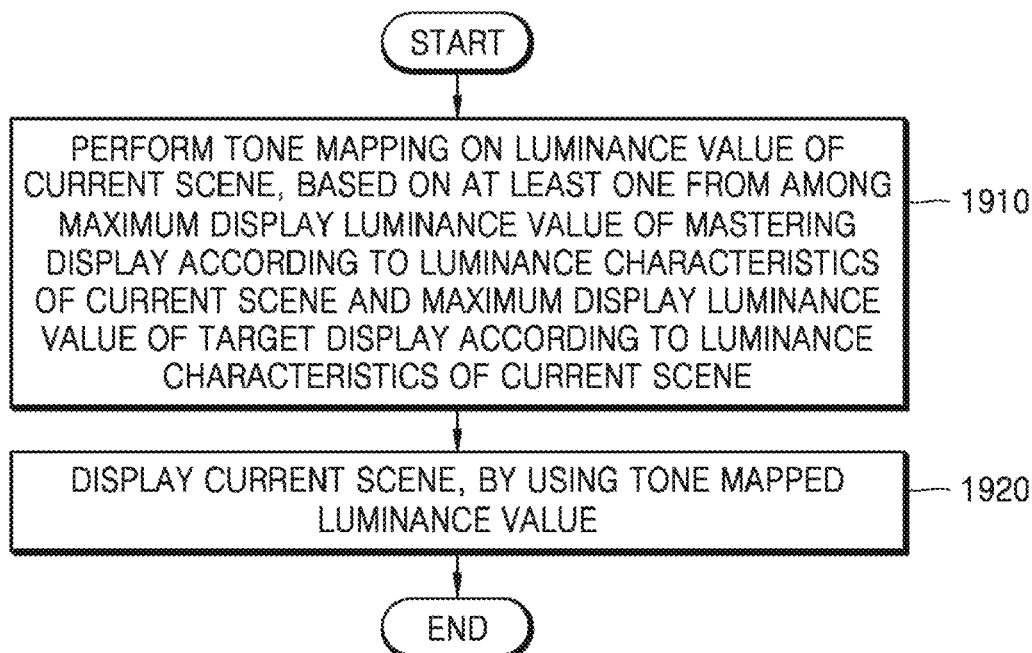 START
PERFORM TONE MAPPING ON LUMINANCE VALUE OF
CURRENT SCENE, BASED ON AT LEAST ONE FROM AMONG
MAXIMUM DISPLAY LUMINANCE VALUE OF MASTERING
DISPLAY ACCORDING TO LUMINANCE CHARACTERISTICS
OF CURRENT SCENE AND MAXIMUM DISPLAY LUMINANCE
VALUE OF TARGET DISPLAY ACCORDING TO LUMINANCE
CHARACTERISTICS OF CURRENT SCENE
1910
DISPLAY CURRENT SCENE, BY USING TONE MAPPED
LUMINANCE VALUE
1920
END